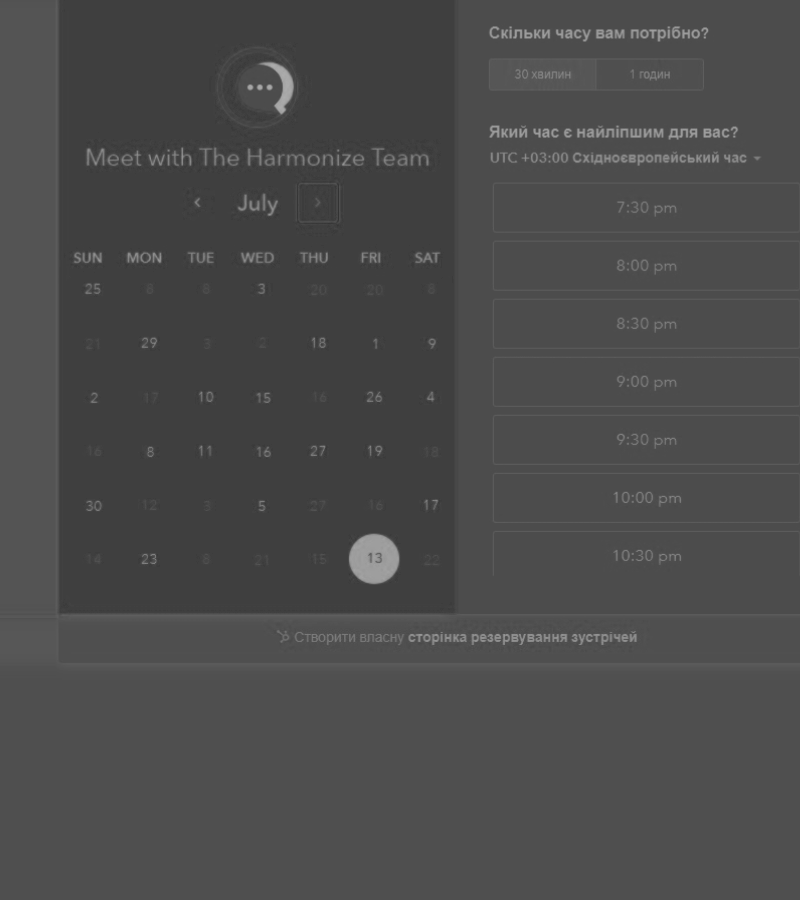 Meet with The Harmonize Team
July
SUN MON TUE WED THU FRI SAT
25 3 20 20
21 29 3 2 18 1 9
2 17 10 15 16 26 4
16 8 11 16 27 19 18
30 12 3 5 27 16 17
14 23 21 15 13 22
Скільки часу вам потрібно?
30 хвилин 1 годин
Який час є найліпшим для вас?
UTC +03:00 Східноєвропейський час
7:30 pm
8:00 pm
8:30 pm
9:00 pm
9:30 pm
10:00 pm
10:30 pm
Створити власну сторінка резервування зустрічей